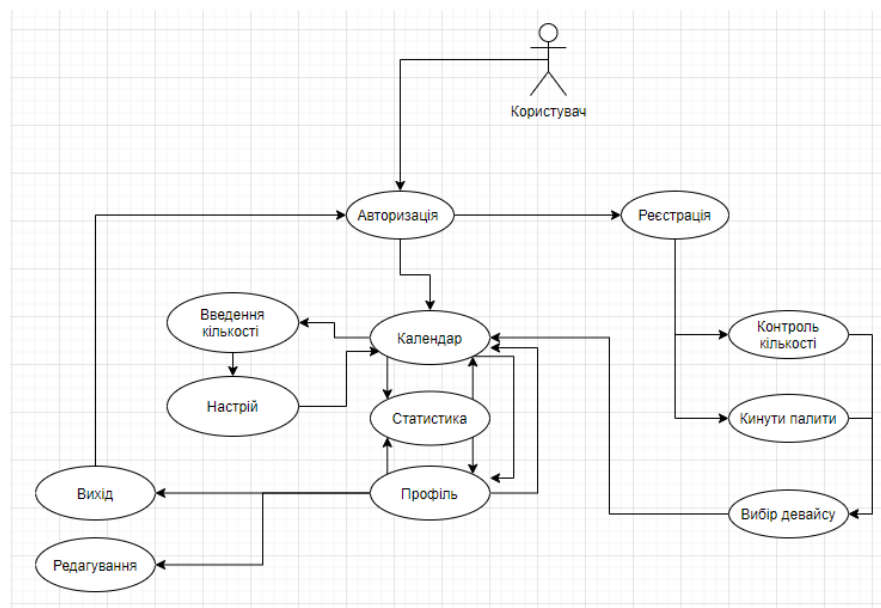 Користувач
Авторизація
Реєстрація
Введення
кількості
Календар
Контроль
кількості
Настрій
Статистика
Кинути палити
Вихід
Профіль
Вибір девайсу
Редагування